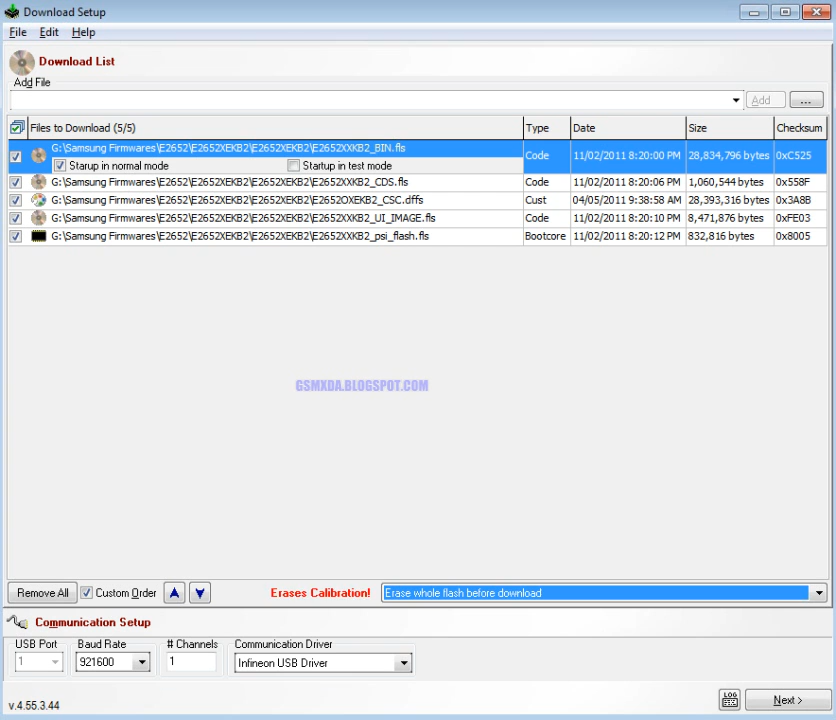 Download Setup
File Edit Help
Download List
Add File
Add ...
Files to Download (5/5) Type Date Size Checksum
G:\Samsung Firmwares\E2652\E2652XEKB2\E2652XEKB2\E2652XXKB2_BIN.fls Code 11/02/2011 8:20:00 PM 28,834,796 bytes 0xC525
Starup in normal mode Startup in test mode
G:\Samsung Firmwares\E2652\E2652XEKB2\E2652XEKB2\E2652XXKB2_CDS.fls Code 11/02/2011 8:20:06 PM 1,060,544 bytes 0x558F
G:\Samsung Firmwares\E2652\E2652XEKB2\E2652XEKB2\E2652OXEKB2_CSC.dffs Cust 04/05/2011 9:38:58 AM 28,393,316 bytes 0x3A8B
G:\Samsung Firmwares\E2652\E2652XEKB2\E2652XEKB2\E2652XXKB2_UI_IMAGE.fls Code 11/02/2011 8:20:10 PM 8,471,876 bytes 0xFE03
G:\Samsung Firmwares\E2652\E2652XEKB2\E2652XEKB2\E2652XXKB2_psi_flash.fls Bootcore 11/02/2011 8:20:12 PM 832,816 bytes 0x8005
GSMXDA.BLOGSPOT.COM
Remove All Custom Order Erases Calibration! Erase whole flash before download
Communication Setup
USB Port Baud Rate # Channels Communication Driver
1 921600 1 Infineon USB Driver
v.4.55.3.44 LOG Next >